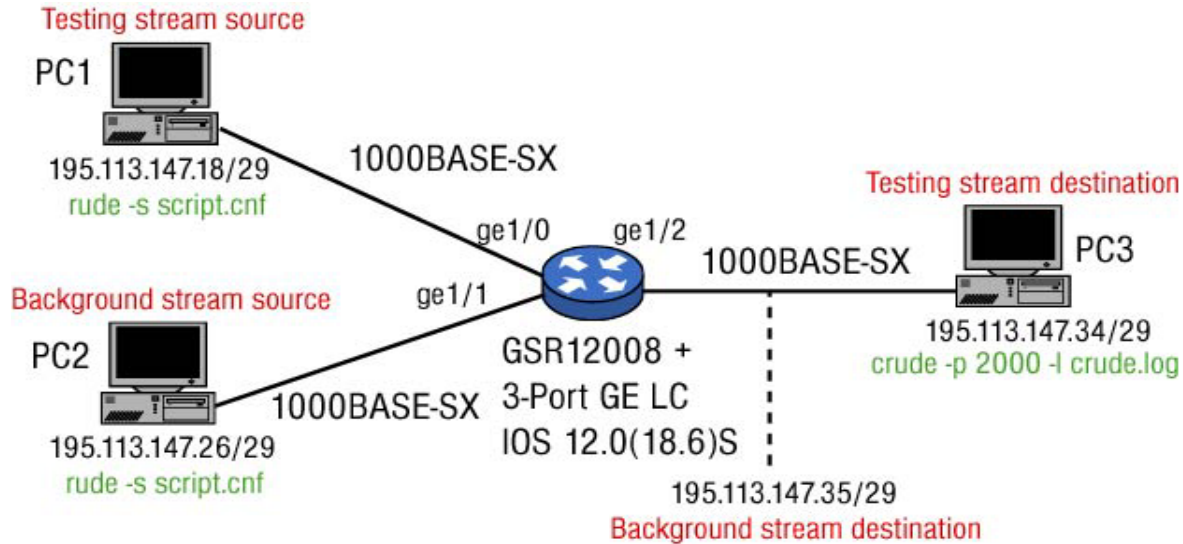 Testing stream source
PC1
195.113.147.18/29
rude -s script.cnf
1000BASE-SX
ge1/0
ge1/2
Testing stream destination
1000BASE-SX
PC3
195.113.147.34/29
crude -p 2000 -l crude.log
Background stream source
ge1/1
PC2
1000BASE-SX
195.113.147.26/29
rude -s script.cnf
GSR12008 +
3-Port GE LC
IOS 12.0(18.6)S
195.113.147.35/29
Background stream destination